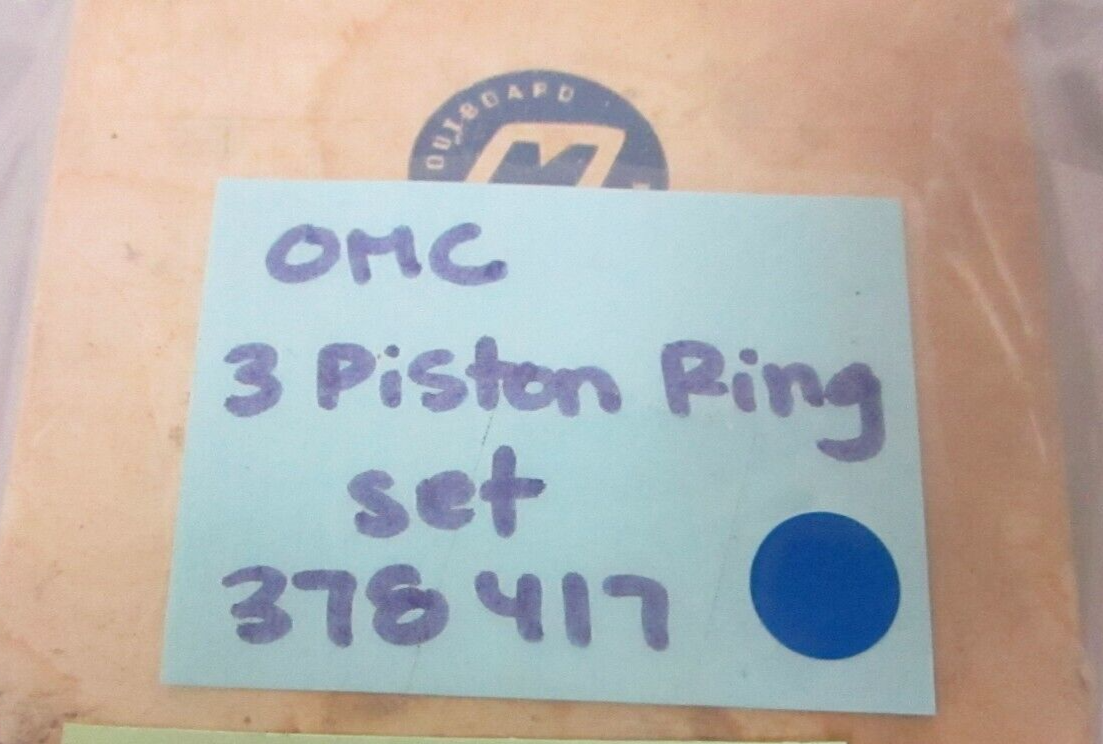 OUTBOARD
M
OMC
3 Piston Ring
set
378417